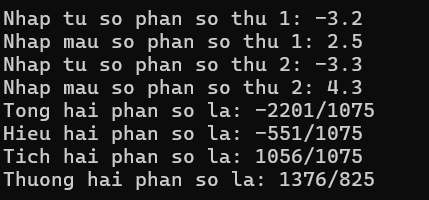 Nhap tu so phan so thu 1: -3.2
Nhap mau so phan so thu 1: 2.5
Nhap tu so phan so thu 2: -3.3
Nhap mau so phan so thu 2: 4.3
Tong hai phan so la: -2201/1075
Hieu hai phan so la: -551/1075
Tich hai phan so la: 1056/1075
Thuong hai phan so la: 1376/825